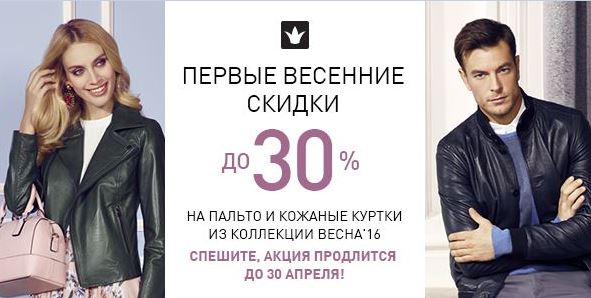 ПЕРВЫЕ ВЕСЕННИЕ
СКИДКИ
ДО 30%
НА ПАЛЬТО И КОЖАНЫЕ КУРТКИ
ИЗ КОЛЛЕКЦИИ ВЕСНА'16
СПЕШИТЕ, АКЦИЯ ПРОДЛИТСЯ
ДО 30 АПРЕЛЯ!